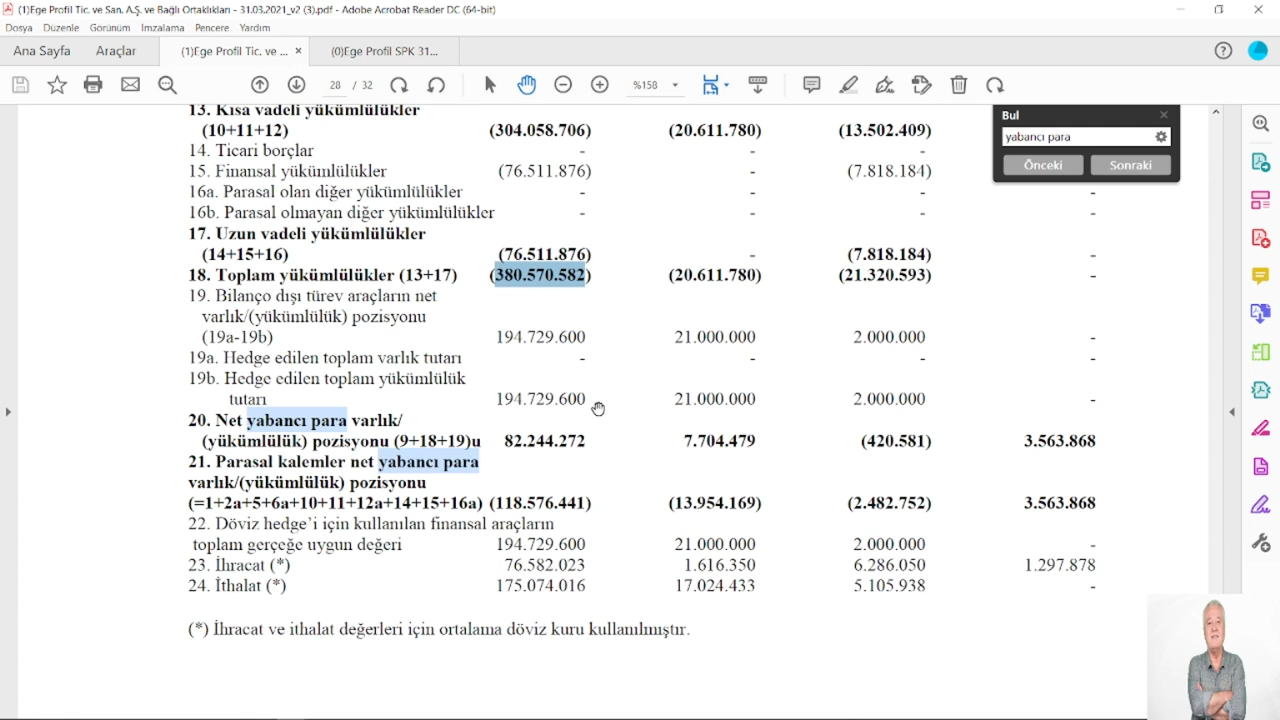 (1)Ege Profil Tic. ve San. A.Ş. ve Bağlı Ortaklıkları - 31.03.2021_v2 (3).pdf - Adobe Acrobat Reader DC (64-bit)
Dosya Düzenle Görünüm İmzalama Pencere Yardım
Ana Sayfa Araçlar (1)Ege Profil Tic. ve ... × (0)Ege Profil SPK 31...
28 / 32 %158
Bul
yabancı para
Önceki Sonraki
13. Kısa vadeli yükümlülükler
(10+11+12) (304.058.706) (20.611.780) (13.502.409)
14. Ticari borçlar - - -
15. Finansal yükümlülükler (76.511.876) - (7.818.184)
16a. Parasal olan diğer yükümlülükler - - - -
16b. Parasal olmayan diğer yükümlülükler - - - -
17. Uzun vadeli yükümlülükler
(14+15+16) (76.511.876) - (7.818.184) -
18. Toplam yükümlülükler (13+17) (380.570.582) (20.611.780) (21.320.593) -
19. Bilanço dışı türev araçların net
varlık/(yükümlülük) pozisyonu
(19a-19b) 194.729.600 21.000.000 2.000.000 -
19a. Hedge edilen toplam varlık tutarı - - - -
19b. Hedge edilen toplam yükümlülük
tutarı 194.729.600 21.000.000 2.000.000 -
20. Net yabancı para varlık/
(yükümlülük) pozisyonu (9+18+19)u 82.244.272 7.704.479 (420.581) 3.563.868
21. Parasal kalemler net yabancı para
varlık/(yükümlülük) pozisyonu
(=1+2a+5+6a+10+11+12a+14+15+16a) (118.576.441) (13.954.169) (2.482.752) 3.563.868
22. Döviz hedge'i için kullanılan finansal araçların
toplam gerçeğe uygun değeri 194.729.600 21.000.000 2.000.000 -
23. İhracat (*) 76.582.023 1.616.350 6.286.050 1.297.878
24. İthalat (*) 175.074.016 17.024.433 5.105.938 -
(*) İhracat ve ithalat değerleri için ortalama döviz kuru kullanılmıştır.